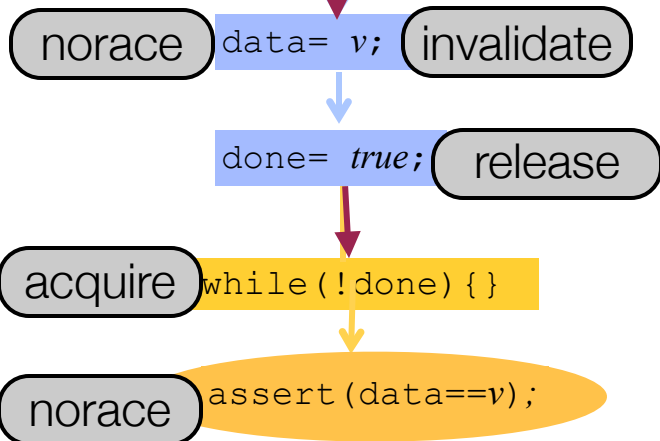 norace data= v; invalidate
done= true; release
acquire while(!done){}
norace assert(data==v);